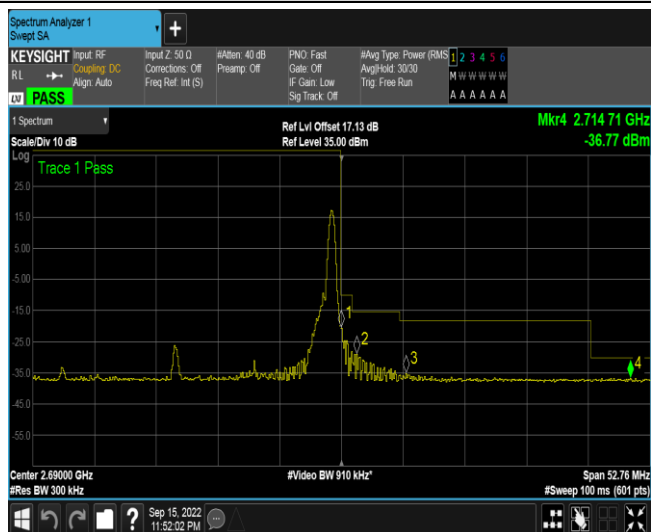 Spectrum Analyzer 1
Swept SA
+
KEYSIGHT
RL
LXI PASS
Input: RF
Coupling: DC
Align: Auto
Input Z: 50 Ω
Corrections: Off
Freq Ref: Int (S)
#Atten: 40 dB
Preamp: Off
PNO: Fast
Gate: Off
IF Gain: Low
Sig Track: Off
#Avg Type: Power (RMS
Avg|Hold: 30/30
Trig: Free Run
1 2 3 4 5 6
M W W W W W
A A A A A A
1 Spectrum
Scale/Div 10 dB
Ref Lvl Offset 17.13 dB
Ref Level 35.00 dBm
Mkr4 2.714 71 GHz
-36.77 dBm
Log
Trace 1 Pass
25.0
15.0
5.00
-5.00
-15.0
-25.0
-35.0
-45.0
-55.0
1
2
3
4
Center 2.69000 GHz
#Res BW 300 kHz
#Video BW 910 kHz*
Span 52.76 MHz
#Sweep 100 ms (601 pts)
?
Sep 15, 2022
11:52:02 PM